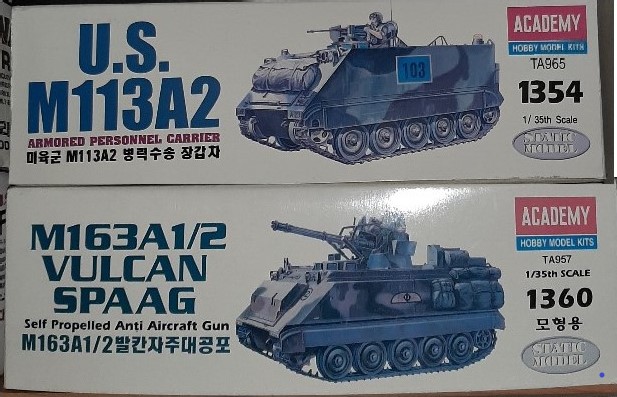 U.S.
M113A2
ARMORED PERSONNEL CARRIER
미육군 M113A2 병력수송 장갑차
103
ACADEMY
HOBBY MODEL KITS
TA965
1354
1/35th Scale
STATIC
MODEL
M163A1/2
VULCAN
SPAAG
Self Propelled Anti Aircraft Gun
M163A1/2발칸자주대공포
ACADEMY
HOBBY MODEL KITS
TA957
1/35th SCALE
1360
모형용
STATIC
MODEL